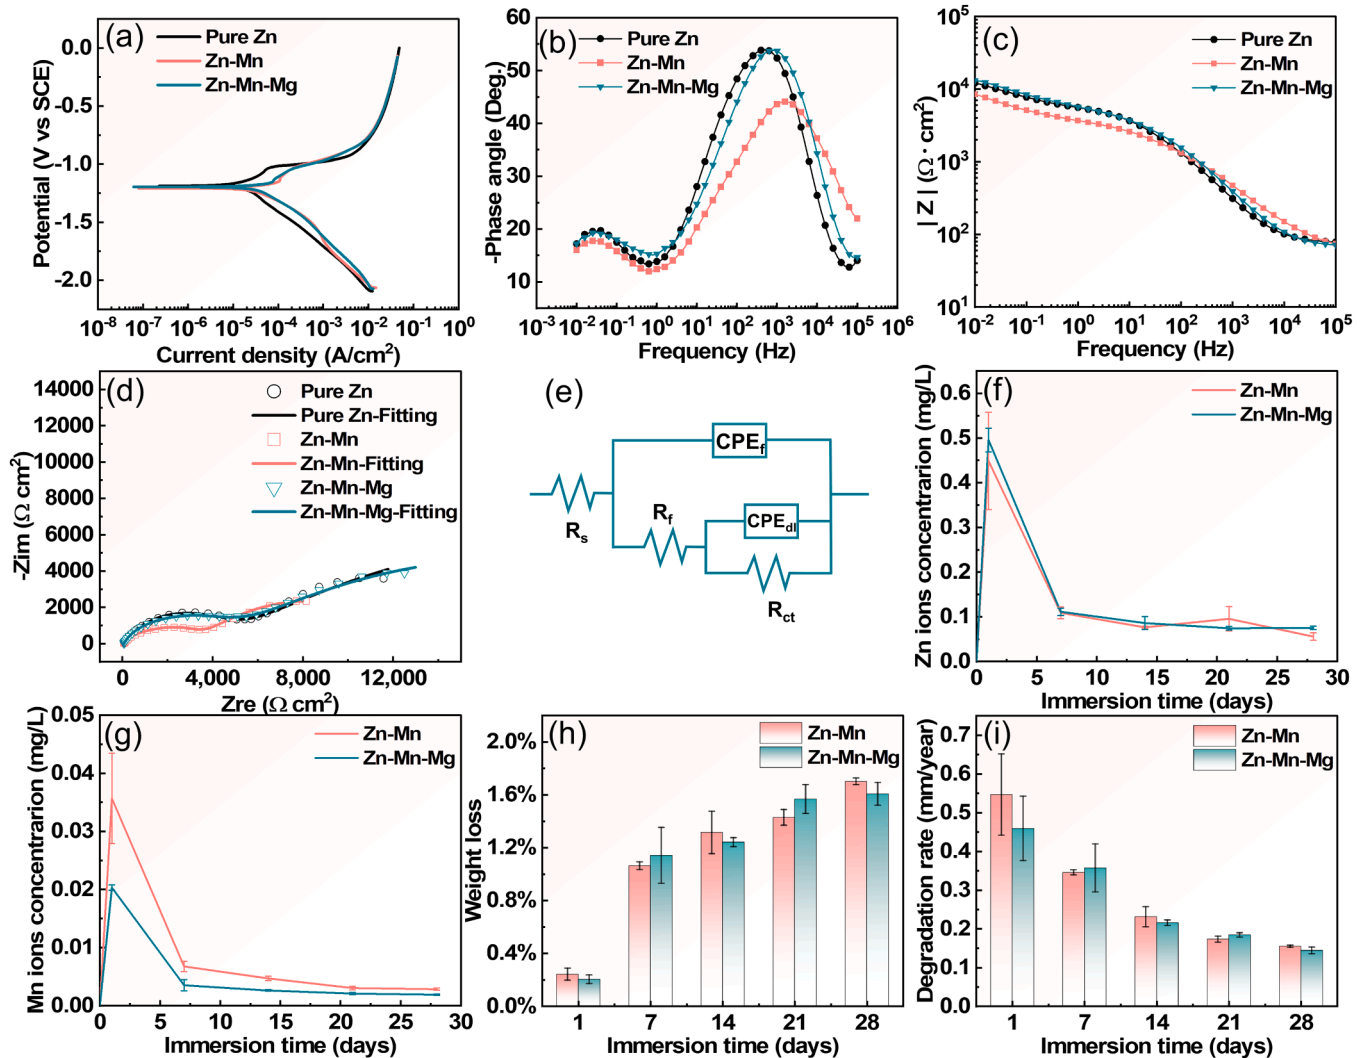 (a)
Pure Zn
Zn-Mn
Zn-Mn-Mg
0.0
-0.5
-1.0
-1.5
-2.0
Potential (V vs SCE)
10⁻⁸ 10⁻⁷ 10⁻⁶ 10⁻⁵ 10⁻⁴ 10⁻³ 10⁻² 10⁻¹ 10⁰
Current density (A/cm²)
(b)
Pure Zn
Zn-Mn
Zn-Mn-Mg
60
50
40
30
20
10
-Phase angle (Deg.)
10⁻³ 10⁻² 10⁻¹ 10⁰ 10¹ 10² 10³ 10⁴ 10⁵ 10⁶
Frequency (Hz)
(c)
Pure Zn
Zn-Mn
Zn-Mn-Mg
10⁵
10⁴
10³
10²
10¹
| Z | (Ω · cm²)
10⁻² 10⁻¹ 10⁰ 10¹ 10² 10³ 10⁴ 10⁵
Frequency (Hz)
(d)
Pure Zn
Pure Zn-Fitting
Zn-Mn
Zn-Mn-Fitting
Zn-Mn-Mg
Zn-Mn-Mg-Fitting
14000
12000
10000
8000
6000
4000
2000
0
-Zim (Ω cm²)
0 4,000 8,000 12,000
Zre (Ω cm²)
(e)
CPEf
Rs
Rf
CPEdl
Rct
(f)
Zn-Mn
Zn-Mn-Mg
0.6
0.5
0.4
0.3
0.2
0.1
0.0
Zn ions concentrarion (mg/L)
0 5 10 15 20 25 30
Immersion time (days)
(g)
Zn-Mn
Zn-Mn-Mg
0.05
0.04
0.03
0.02
0.01
0.00
Mn ions concentrarion (mg/L)
0 5 10 15 20 25 30
Immersion time (days)
(h)
Zn-Mn
Zn-Mn-Mg
2.0%
1.6%
1.2%
0.8%
0.4%
0.0%
Weight loss
1 7 14 21 28
Immersion time (days)
(i)
Zn-Mn
Zn-Mn-Mg
0.7
0.6
0.5
0.4
0.3
0.2
0.1
0.0
Degradation rate (mm/year)
1 7 14 21 28
Immersion time (days)